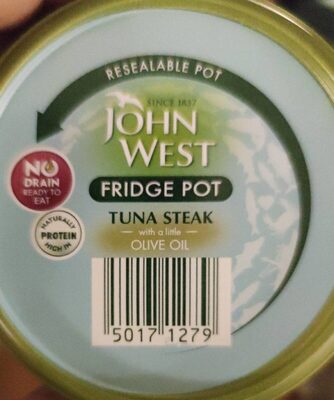 RESEALABLE POT
SINCE 1857
JOHN
WEST
NO
DRAIN
READY TO
EAT
FRIDGE POT
NATURALLY
PROTEIN
HIGH IN
TUNA STEAK
with a little
OLIVE OIL
5017 1279